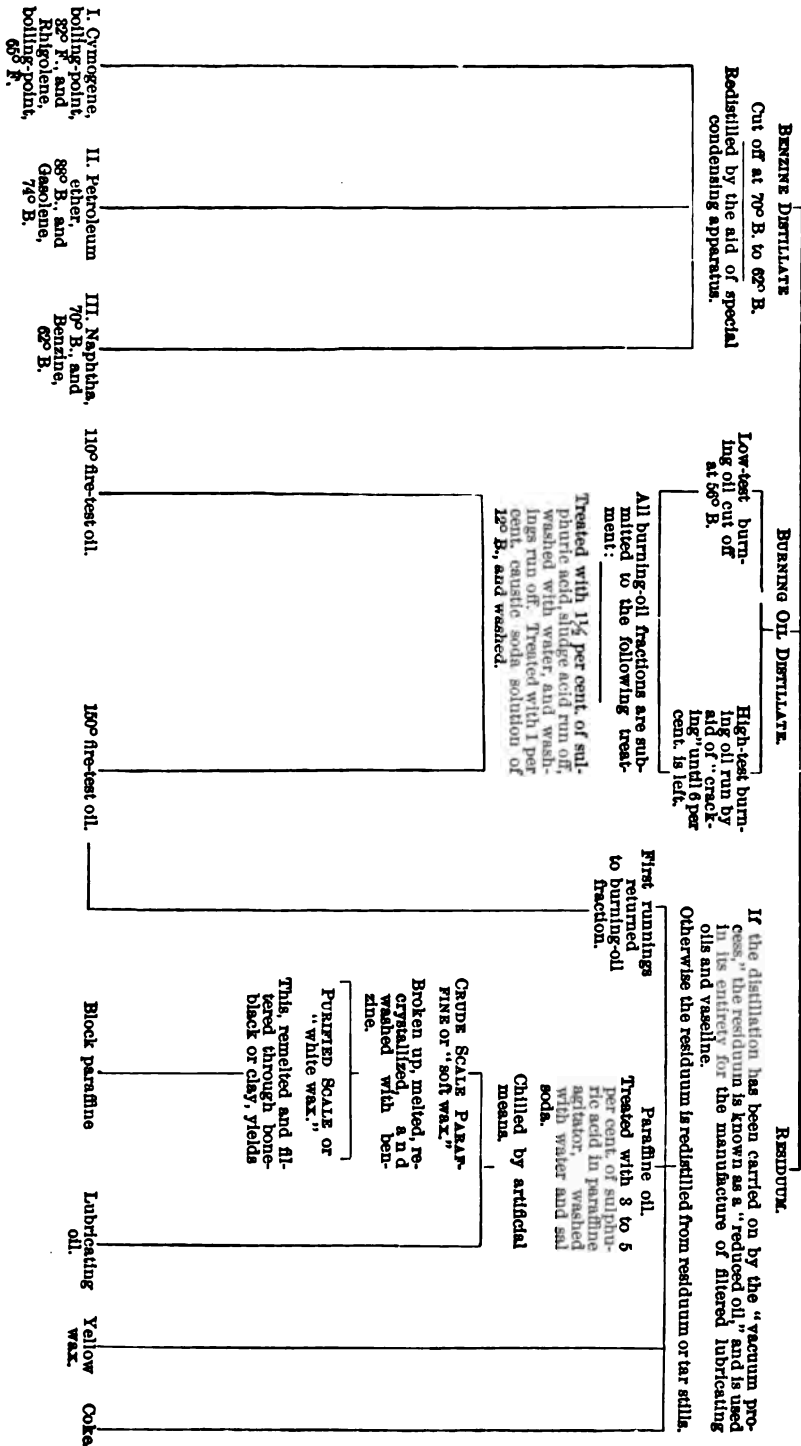 BENZINE DISTILLATE
Cut off at 70° B. to 62° B.
Redistilled by the aid of special
condensing apparatus.
I. Cymogene,
boiling-point,
32° F., and
Rhigolene,
boiling-point,
65° F.
II. Petroleum
ether,
88° B., and
Gasolene,
74° B.
III. Naphtha,
70° B., and
Benzine,
62° B.
BURNING OIL DISTILLATE.
Low-test burn-
ing oil cut off
at 56° B.
High-test burn-
ing oil run by
aid of "crack-
ing" until 6 per
cent. is left.
All burning-oil fractions are sub-
mitted to the following treat-
ment:
Treated with 1½ per cent. of sul-
phuric acid, sludge acid run off,
washed with water, and wash-
ings run off. Treated with 1 per
cent. caustic soda solution of
12° B., and washed.
110° fire-test oil.
150° fire-test oil.
RESIDUUM.
If the distillation has been carried on by the "vacuum pro-
cess," the residuum is known as a "reduced oil," and is used
in its entirety for the manufacture of filtered lubricating
oils and vaseline.
Otherwise the residuum is redistilled from residuum or tar stills.
First runnings
returned
to burning-oil
fraction.
Paraffine oil.
Treated with 3 to 5
per cent. of sulphu-
ric acid in paraffine
agitator, washed
with water and sal
soda.
Chilled by artificial
means.
CRUDE SCALE PARAF-
FINE OR "soft wax."
Broken up, melted, re-
crystallized, and
washed with ben-
zine.
PURIFIED SCALE OR
"white wax."
This, remelted and fil-
tered through bone-
black or clay, yields
Block paraffine
Lubricating
oil.
Yellow
wax.
Coke